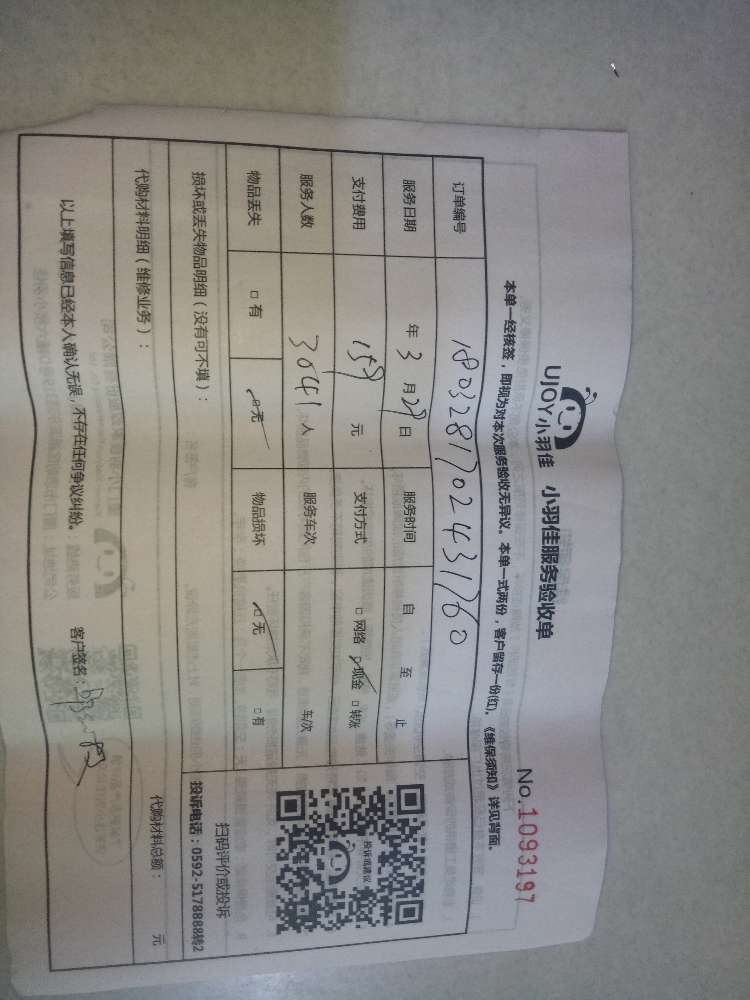 UJOY小羽佳 小羽佳服务验收单
No.1093197
本单一经核签，即视为对本次服务验收无异议。本单一式两份，客户留存一份(红)。《维保须知》详见背面。
订单编号 1803281702431760
服务日期 年 3 月 29 日 服务时间 自 至 止
支付费用 159 元 支付方式 □ 网络 □ 现金 □ 转账
服务人数 3041 人 服务车次 车次
物品丢失 □ 有 □ 无 物品损坏 □ 无 □ 有
投诉或建议
扫码评价或投诉
投诉电话：0592-5178888转2
损坏或丢失物品明细（没有可不填）：
代购材料明细（维修业务）： 代购材料总额： 元
以上填写信息已经本人确认无误，不存在任何争议纠纷。 客户签名：